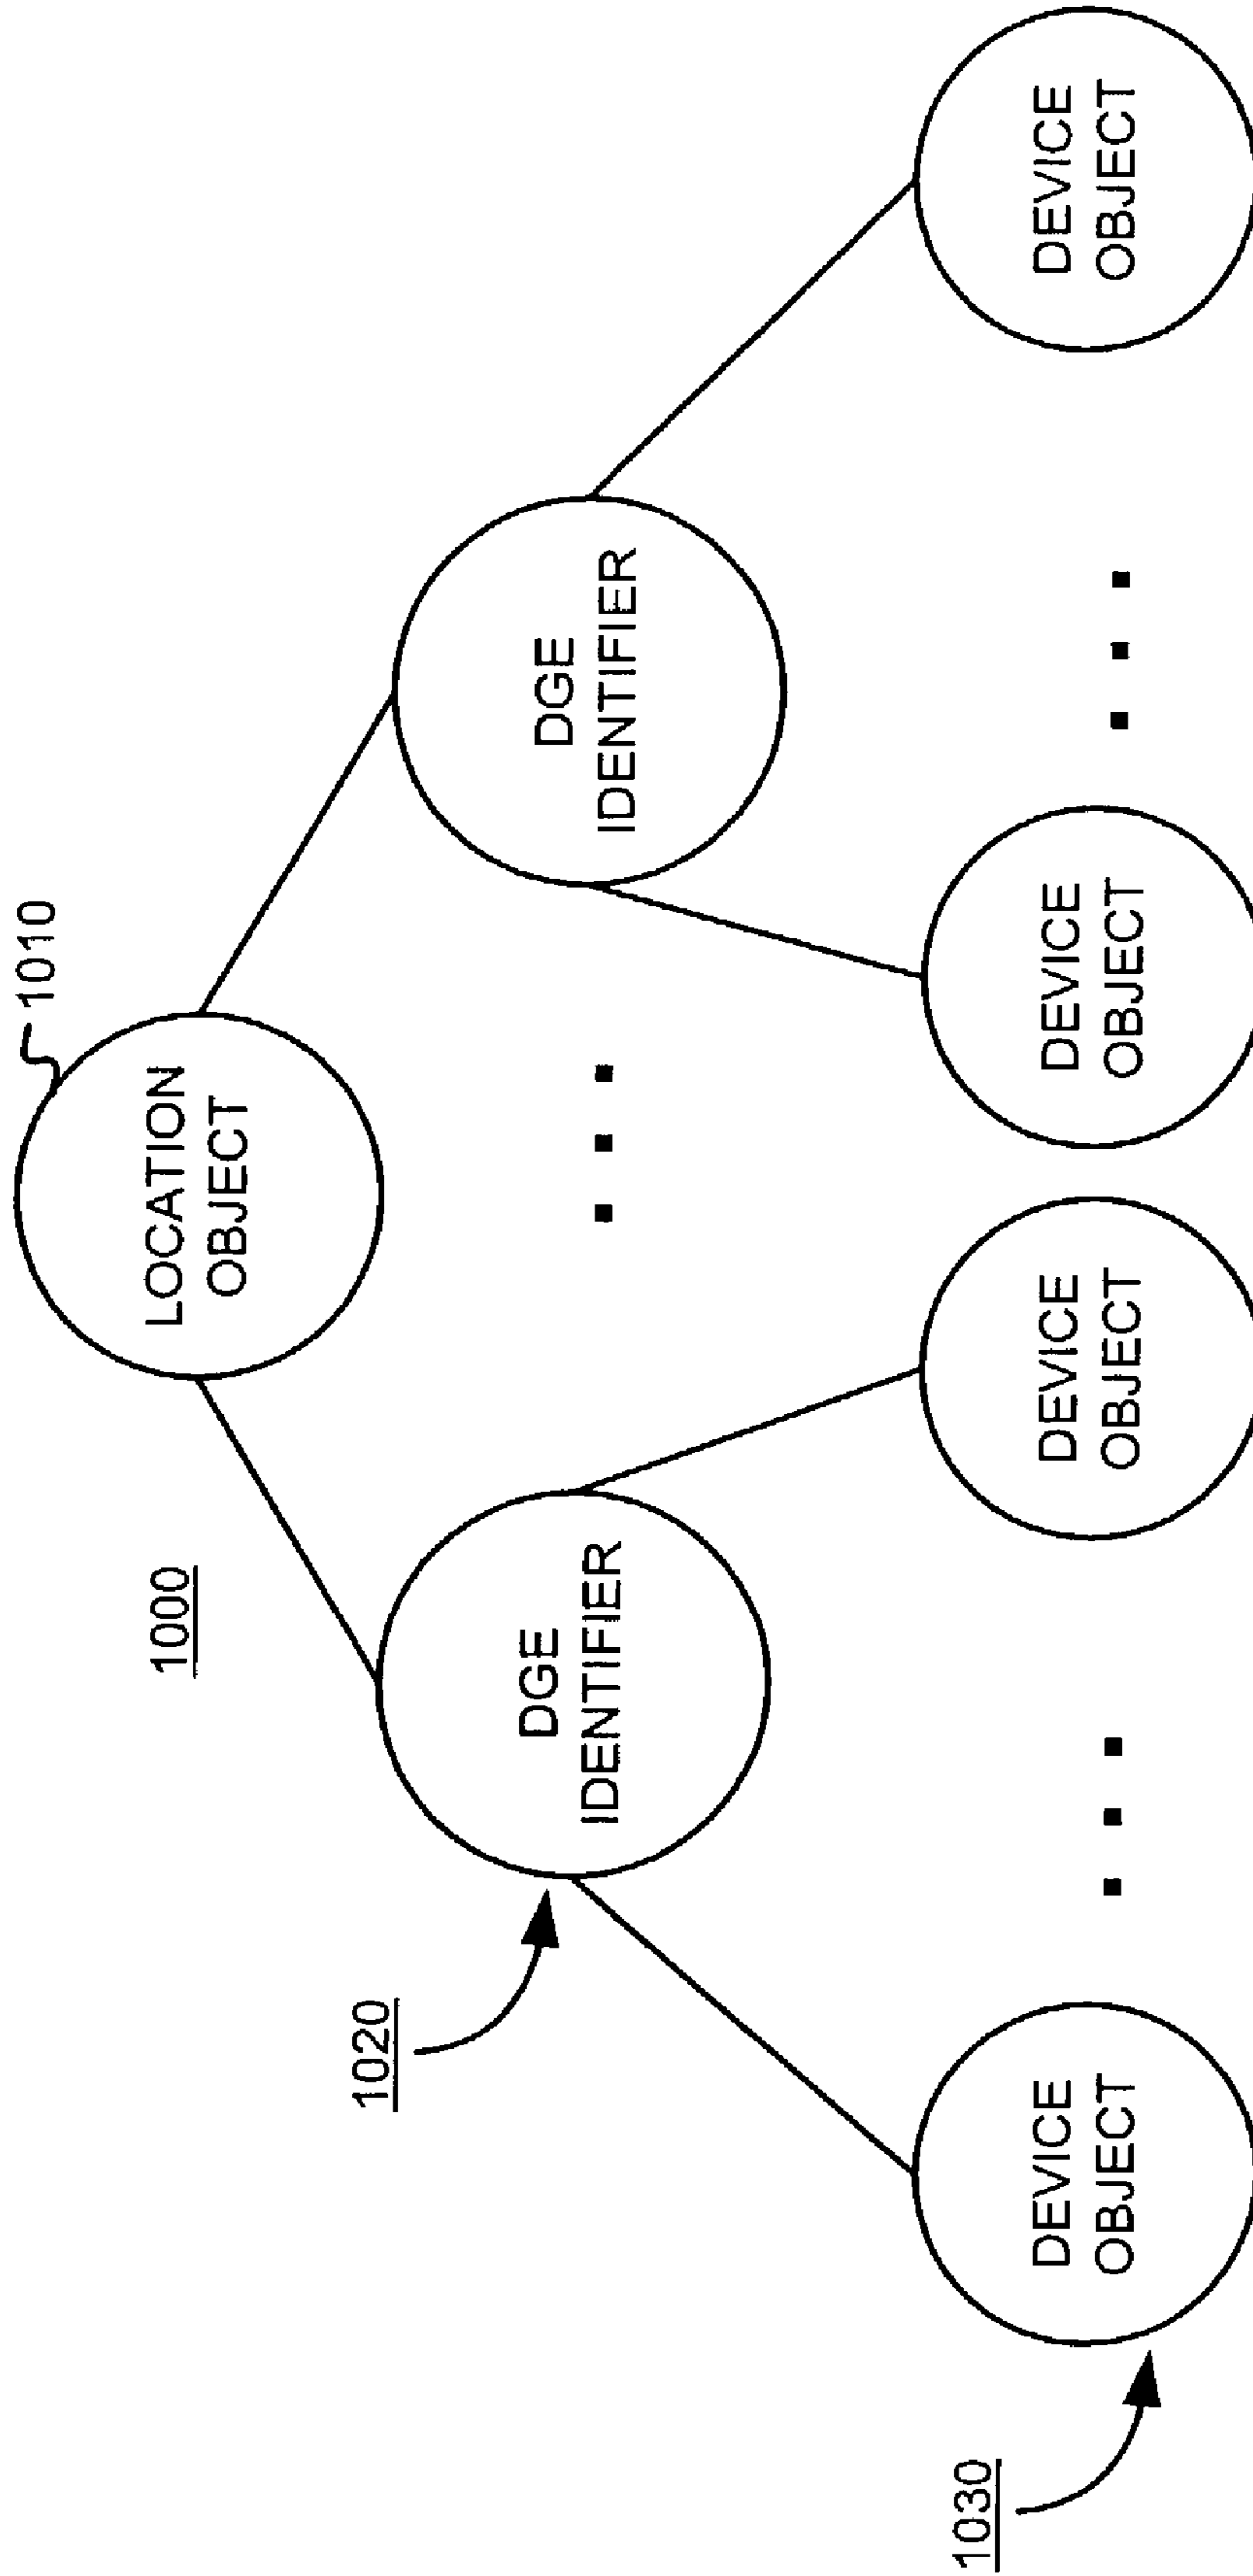 1010
LOCATION
OBJECT
1000
1020
DGE
IDENTIFIER
DGE
IDENTIFIER
1030
DEVICE
OBJECT
DEVICE
OBJECT
DEVICE
OBJECT
DEVICE
OBJECT